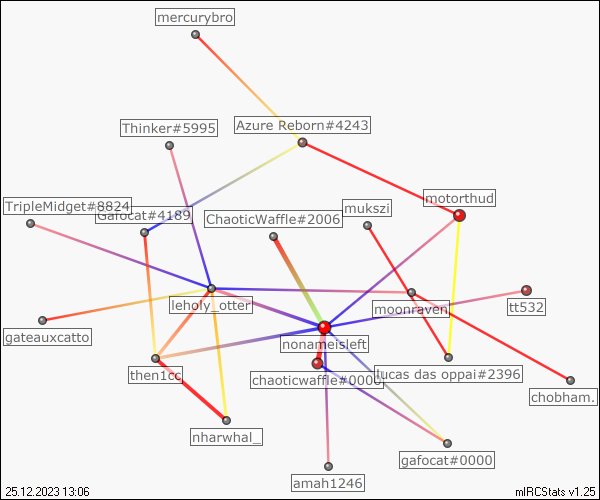 mercurybro
Thinker#5995
Azure Reborn#4243
TripleMidget#8824
Gafocat#4189
ChaoticWaffle#2006
mukszi
motorthud
leholy_otter
moonraven
tt532
gateauxcatto
nonameisleft
then1cc
chaoticwaffle#0000
lucas das oppai#2396
chobham.
nharwhal_
gafocat#0000
amah1246
25.12.2023 13:06
mIRCStats v1.25